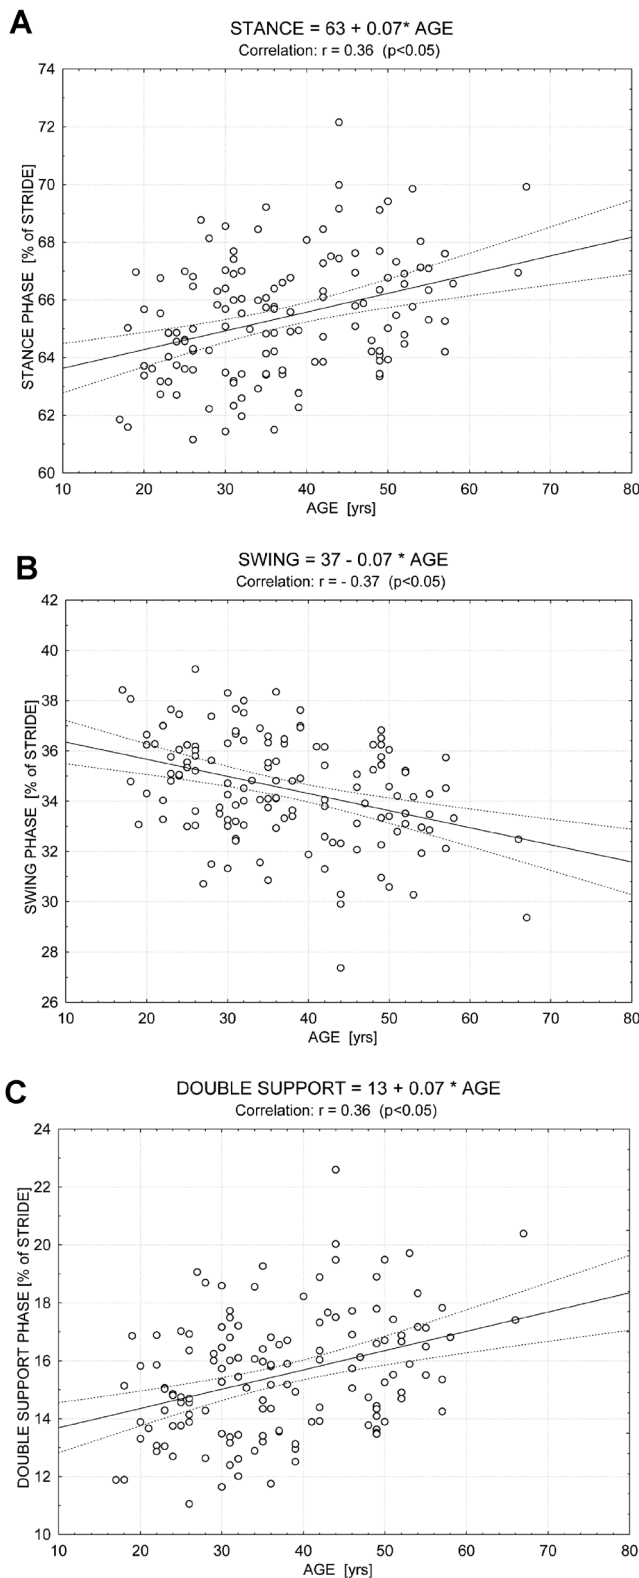 A
STANCE = 63 + 0.07* AGE
Correlation: r = 0.36 (p<0.05)
STANCE PHASE [% of STRIDE]
74
72
70
68
66
64
62
60
10 20 30 40 50 60 70 80
AGE [yrs]
B
SWING = 37 - 0.07 * AGE
Correlation: r = - 0.37 (p<0.05)
SWING PHASE [% of STRIDE]
42
40
38
36
34
32
30
28
26
10 20 30 40 50 60 70 80
AGE [yrs]
C
DOUBLE SUPPORT = 13 + 0.07 * AGE
Correlation: r = 0.36 (p<0.05)
DOUBLE SUPPORT PHASE [% of STRIDE]
24
22
20
18
16
14
12
10
10 20 30 40 50 60 70 80
AGE [yrs]